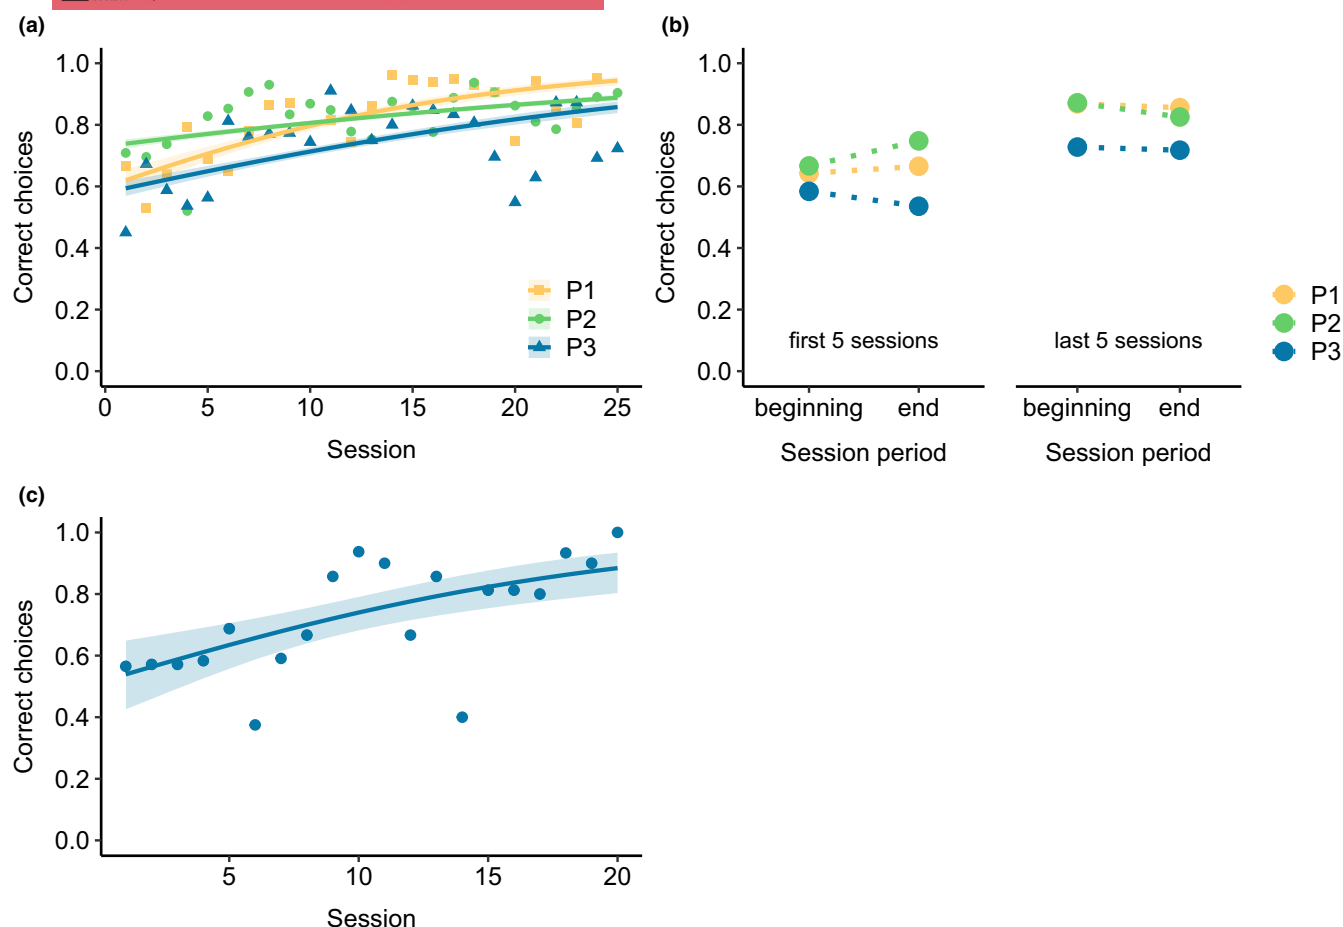 (a)
1.0
0.8
0.6
0.4
0.2
0.0
Correct choices
P1
P2
P3
0 5 10 15 20 25
Session
(b)
1.0
0.8
0.6
0.4
0.2
0.0
Correct choices
first 5 sessions
last 5 sessions
beginning end
beginning end
Session period
Session period
P1
P2
P3
(c)
1.0
0.8
0.6
0.4
0.2
0.0
Correct choices
5 10 15 20
Session